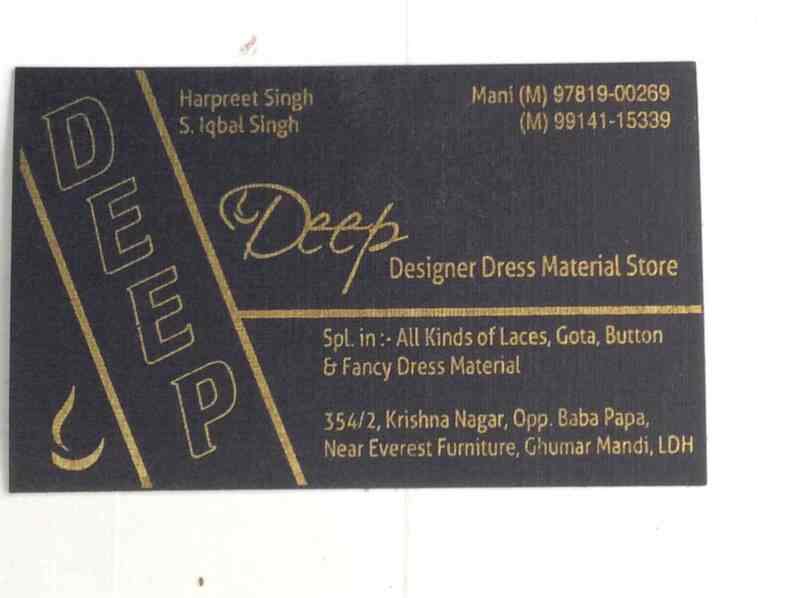 DEEP
Harpreet Singh
S. Iqbal Singh
Mani (M) 97819-00269
(M) 99141-15339
Deep
Designer Dress Material Store
Spl. in :- All Kinds of Laces, Gota, Button
& Fancy Dress Material
354/2, Krishna Nagar, Opp. Baba Papa,
Near Everest Furniture, Ghumar Mandi, LDH